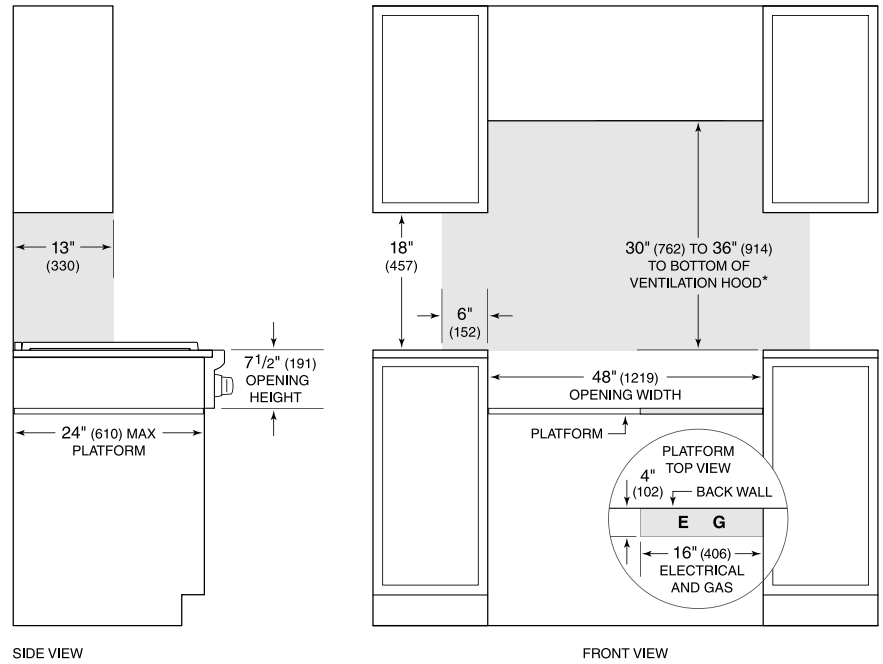 13"
(330)
7 1/2" (191)
OPENING
HEIGHT
24" (610) MAX
PLATFORM
SIDE VIEW
18"
(457)
30" (762) TO 36" (914)
TO BOTTOM OF
VENTILATION HOOD*
6"
(152)
48" (1219)
OPENING WIDTH
PLATFORM
PLATFORM
TOP VIEW
4"
(102)
BACK WALL
E G
16" (406)
ELECTRICAL
AND GAS
FRONT VIEW